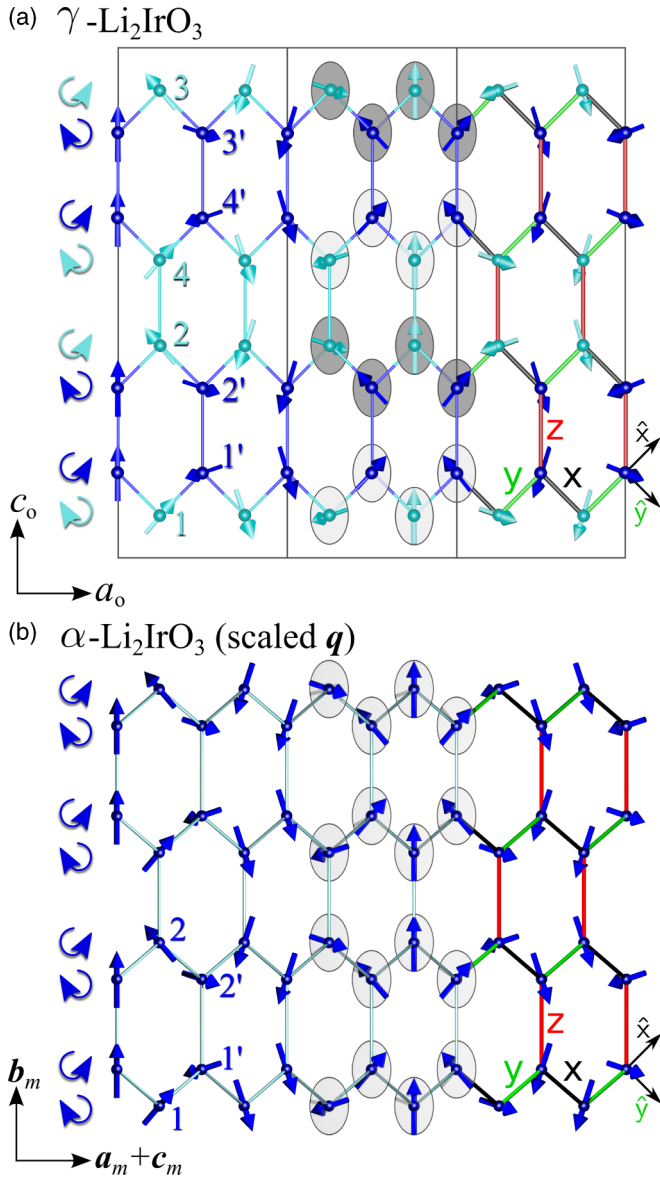 (a) γ -Li₂IrO₃
3
3'
4'
4
2
2'
z
x̂
1'
y x
ŷ
1
cₒ
aₒ
(b) α-Li₂IrO₃ (scaled q)
2
2'
z
x̂
1'
y x
ŷ
1
bₘ
aₘ+cₘ